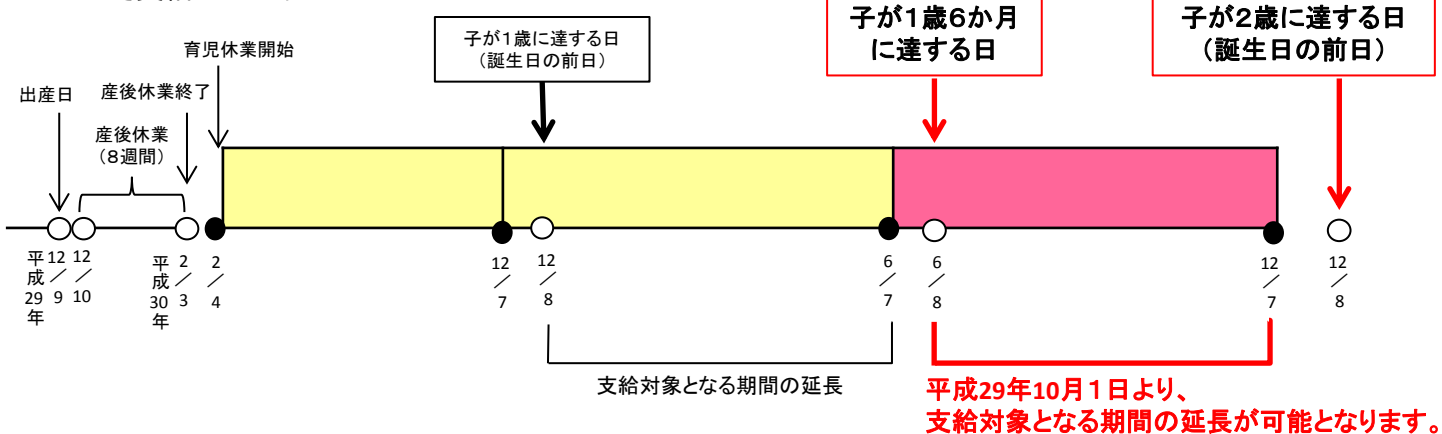 子が1歳6か月
に達する日
子が2歳に達する日
（誕生日の前日）
子が1歳に達する日
（誕生日の前日）
育児休業開始
出産日
産後休業終了
産後休業
（8週間）
平成29年
12／9
12／10
平成30年
2／3
2／4
12／7
12／8
6／7
6／8
12／7
12／8
支給対象となる期間の延長
平成29年10月1日より、
支給対象となる期間の延長が可能となります。